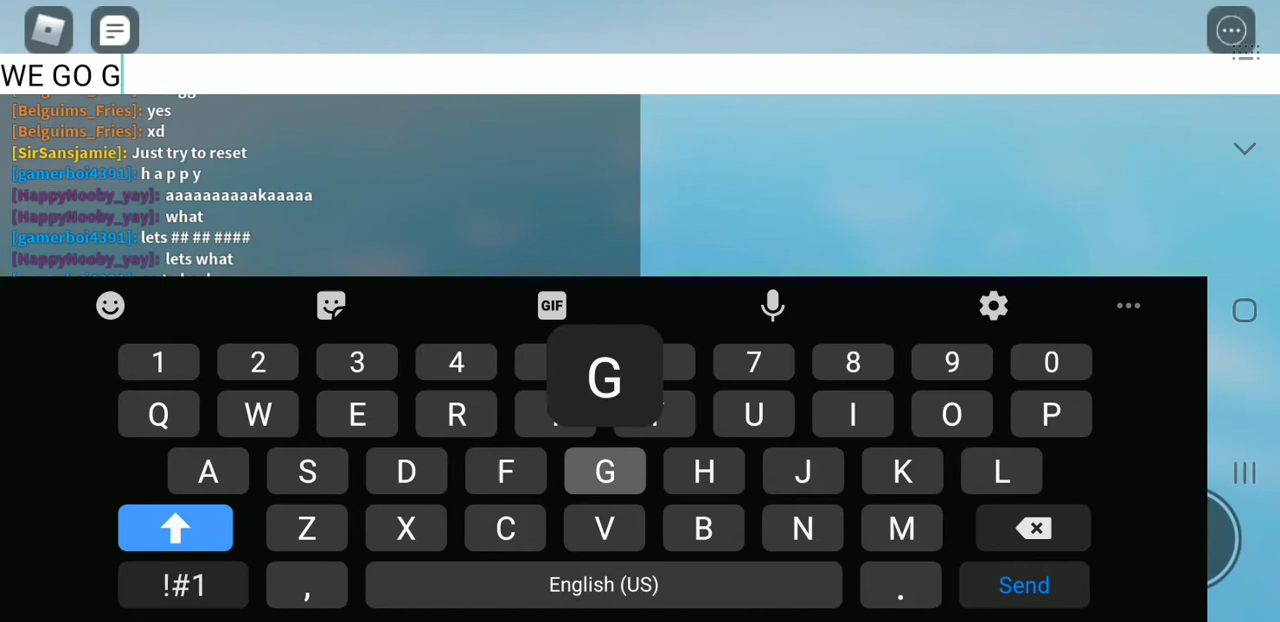 WE GO G
[Belguims_Fries]: yes
[Belguims_Fries]: xd
[SirSansjamie]: Just try to reset
[gamerboi4391]: h a p p y
[HappyNooby_yay]: aaaaaaaaaakaaaaa
[HappyNooby_yay]: what
[gamerboi4391]: lets ## ## ####
[HappyNooby_yay]: lets what
GIF
G
1 2 3 4 7 8 9 0
Q W E R U I O P
A S D F G H J K L
Z X C V B N M
!#1 , English (US) . Send